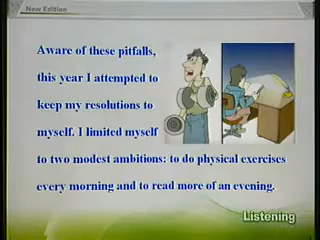 New Edition
Aware of these pitfalls,
this year I attempted to
keep my resolutions to
myself. I limited myself
to two modest ambitions: to do physical exercises
every morning and to read more of an evening.
Listening